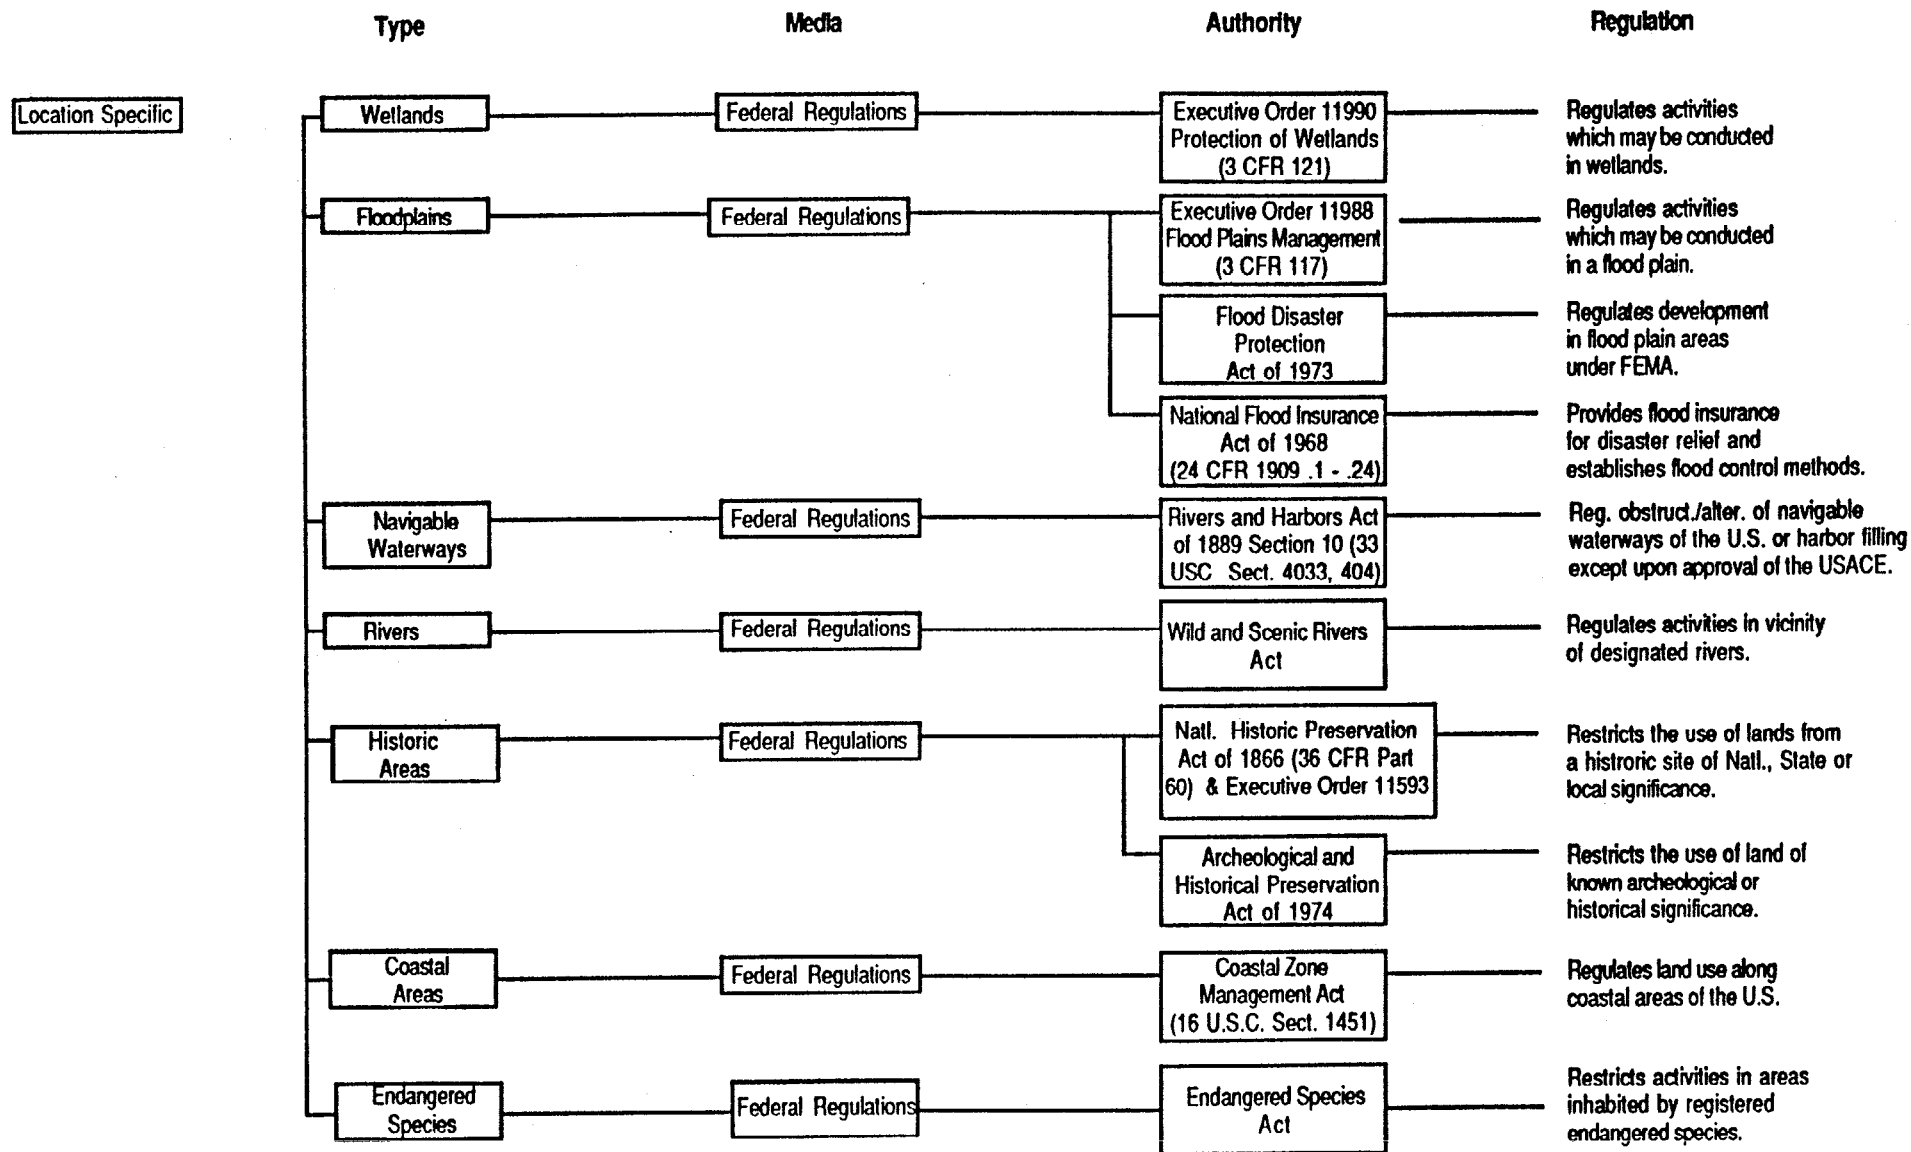 Type
Media
Authority
Regulation
Location Specific
Wetlands
Federal Regulations
Executive Order 11990
Protection of Wetlands
(3 CFR 121)
Regulates activities
which may be conducted
in wetlands.
Floodplains
Federal Regulations
Executive Order 11988
Flood Plains Management
(3 CFR 117)
Regulates activities
which may be conducted
in a flood plain.
Flood Disaster
Protection
Act of 1973
Regulates development
in flood plain areas
under FEMA.
National Flood Insurance
Act of 1968
(24 CFR 1909 .1 - .24)
Provides flood insurance
for disaster relief and
establishes flood control methods.
Navigable
Waterways
Federal Regulations
Rivers and Harbors Act
of 1889 Section 10 (33
USC Sect. 4033, 404)
Reg. obstruct./alter. of navigable
waterways of the U.S. or harbor filling
except upon approval of the USACE.
Rivers
Federal Regulations
Wild and Scenic Rivers
Act
Regulates activities in vicinity
of designated rivers.
Historic
Areas
Federal Regulations
Natl. Historic Preservation
Act of 1866 (36 CFR Part
60) & Executive Order 11593
Restricts the use of lands from
a histroric site of Natl., State or
local significance.
Archeological and
Historical Preservation
Act of 1974
Restricts the use of land of
known archeological or
historical significance.
Coastal
Areas
Federal Regulations
Coastal Zone
Management Act
(16 U.S.C. Sect. 1451)
Regulates land use along
coastal areas of the U.S.
Endangered
Species
Federal Regulations
Endangered Species
Act
Restricts activities in areas
inhabited by registered
endangered species.